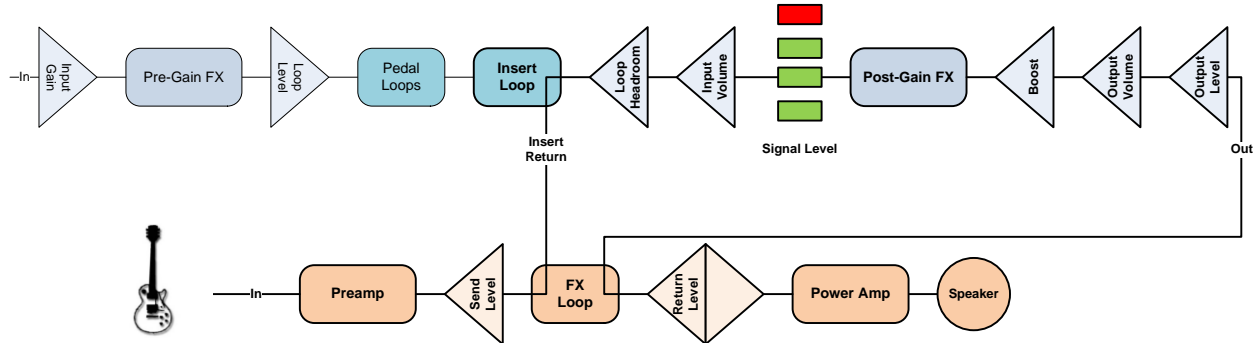 In
Input
Gain
Pre-Gain FX
Loop
Level
Pedal
Loops
Insert
Loop
Loop
Headroom
Input
Volume
Post-Gain FX
Boost
Output
Volume
Output
Level
Insert
Return
Signal Level
Out
In
Preamp
Send
Level
FX
Loop
Return
Level
Power Amp
Speaker